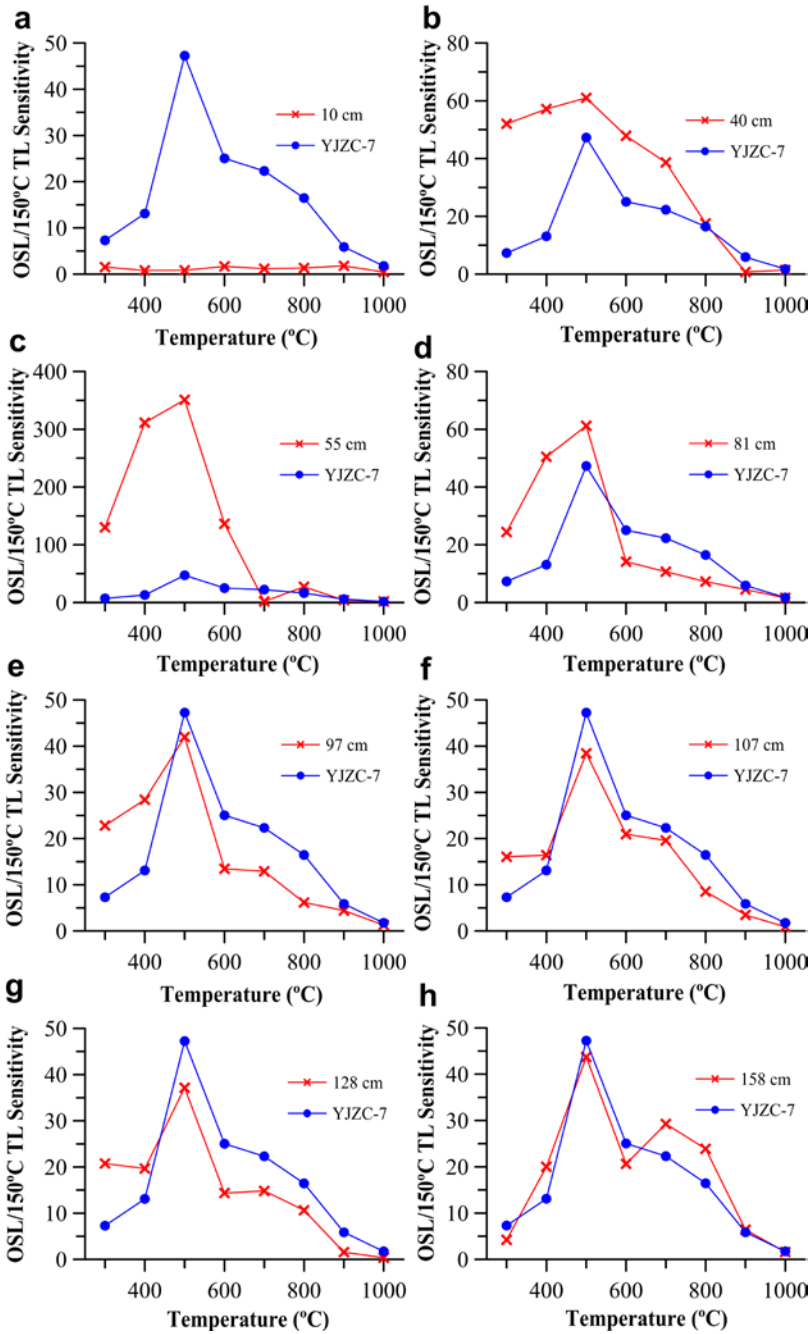 a
50
40
30
20
10
0
OSL/150ºC TL Sensitivity
10 cm
YJZC-7
400 600 800 1000
Temperature (ºC)
b
80
60
40
20
0
OSL/150ºC TL Sensitivity
40 cm
YJZC-7
400 600 800 1000
Temperature (ºC)
c
400
300
200
100
0
OSL/150ºC TL Sensitivity
55 cm
YJZC-7
400 600 800 1000
Temperature (ºC)
d
80
60
40
20
0
OSL/150ºC TL Sensitivity
81 cm
YJZC-7
400 600 800 1000
Temperature (ºC)
e
50
40
30
20
10
0
OSL/150ºC TL Sensitivity
97 cm
YJZC-7
400 600 800 1000
Temperature (ºC)
f
50
40
30
20
10
0
OSL/150ºC TL Sensitivity
107 cm
YJZC-7
400 600 800 1000
Temperature (ºC)
g
50
40
30
20
10
0
OSL/150ºC TL Sensitivity
128 cm
YJZC-7
400 600 800 1000
Temperature (ºC)
h
50
40
30
20
10
0
OSL/150ºC TL Sensitivity
158 cm
YJZC-7
400 600 800 1000
Temperature (ºC)